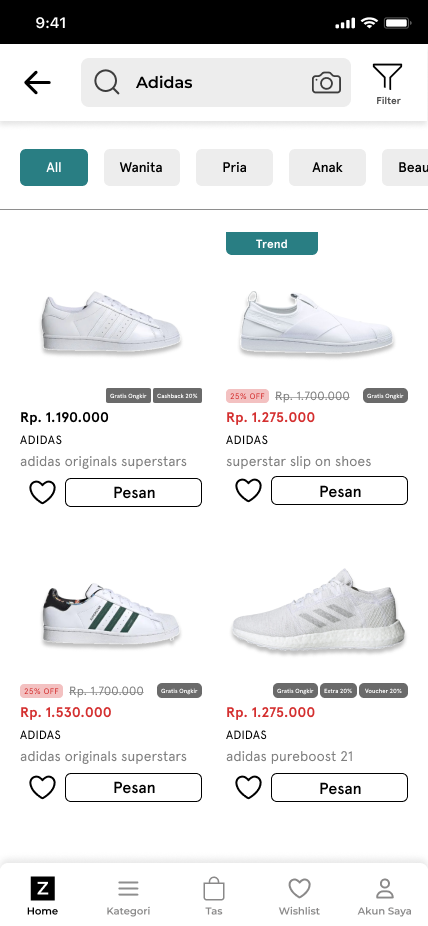 9:41
Adidas
Filter
All
Wanita
Pria
Anak
Beau
Trend
Gratis Ongkir
Cashback 20%
Rp. 1.190.000
ADIDAS
adidas originals superstars
Pesan
25% OFF
Rp. 1.700.000
Gratis Ongkir
Rp. 1.275.000
ADIDAS
superstar slip on shoes
Pesan
25% OFF
Rp. 1.700.000
Gratis Ongkir
Rp. 1.530.000
ADIDAS
adidas originals superstars
Pesan
Gratis Ongkir
Extra 20%
Voucher 20%
Rp. 1.275.000
ADIDAS
adidas pureboost 21
Pesan
Z
Home
Kategori
Tas
Wishlist
Akun Saya